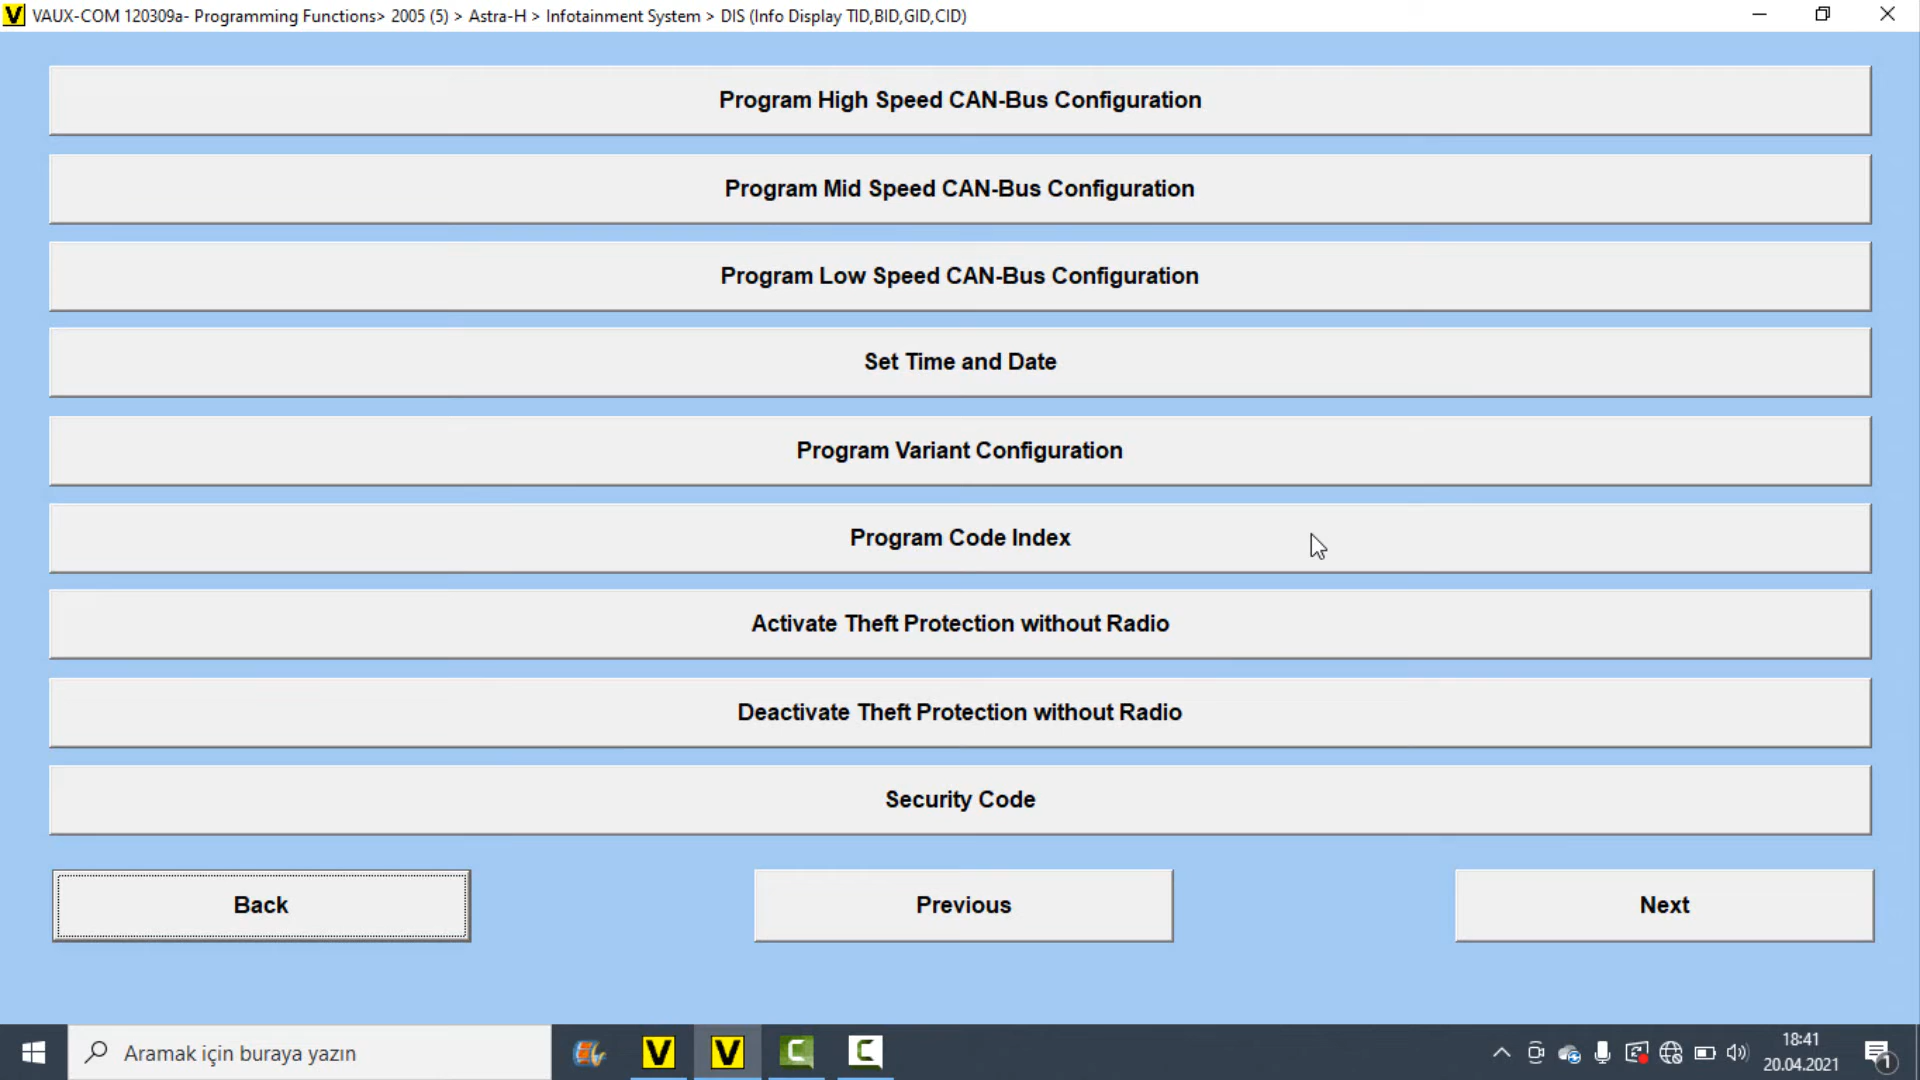 VAUX-COM 120309a- Programming Functions> 2005 (5) > Astra-H > Infotainment System > DIS (Info Display TID,BID,GID,CID)
Program High Speed CAN-Bus Configuration
Program Mid Speed CAN-Bus Configuration
Program Low Speed CAN-Bus Configuration
Set Time and Date
Program Variant Configuration
Program Code Index
Activate Theft Protection without Radio
Deactivate Theft Protection without Radio
Security Code
Back
Previous
Next
Aramak için buraya yazın
18:41
20.04.2021
1